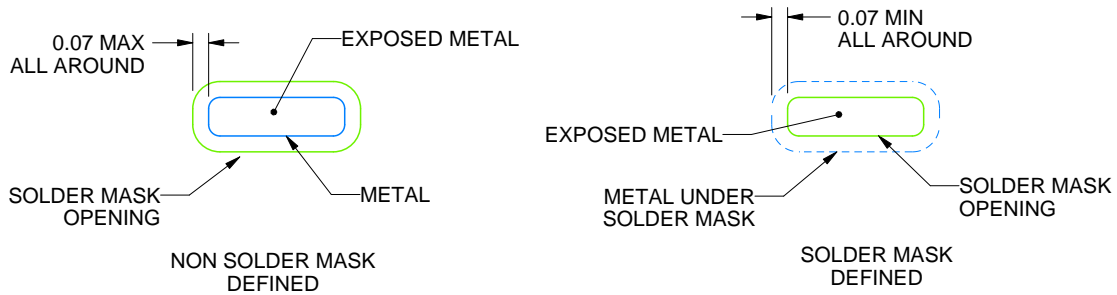 0.07 MAX
ALL AROUND
EXPOSED METAL
SOLDER MASK
OPENING
METAL
NON SOLDER MASK
DEFINED
0.07 MIN
ALL AROUND
EXPOSED METAL
METAL UNDER
SOLDER MASK
SOLDER MASK
OPENING
SOLDER MASK
DEFINED